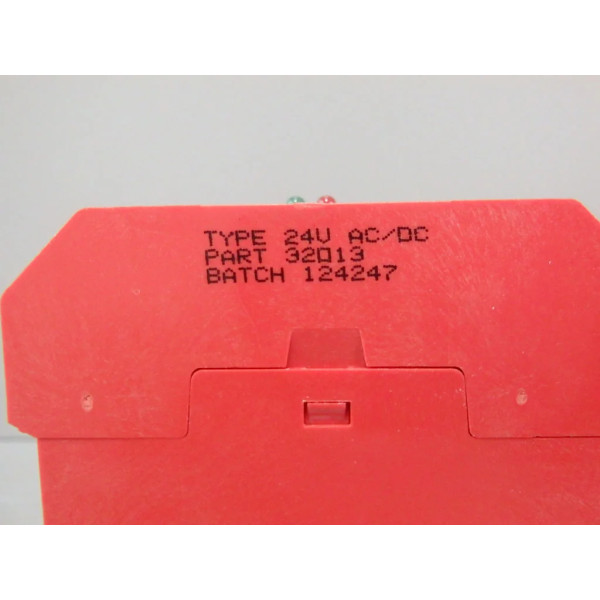 TYPE 24V AC/DC
PART 32013
BATCH 124247